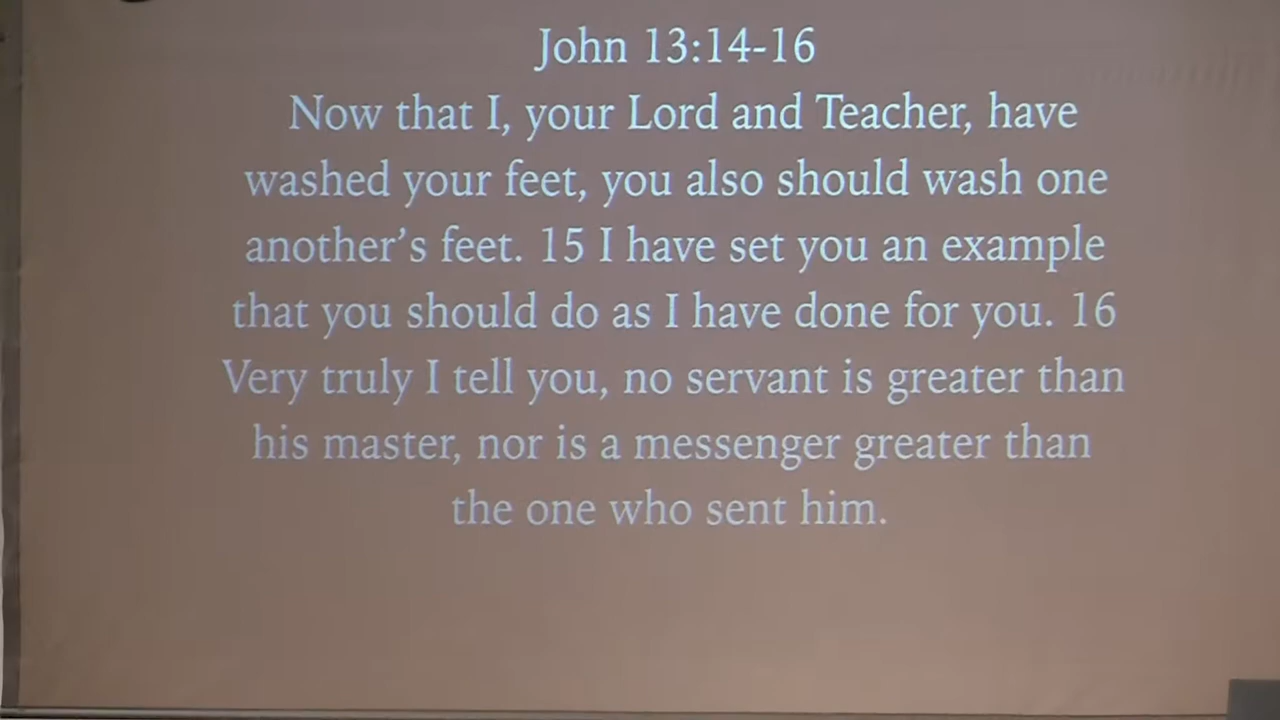 John 13:14-16
Now that I, your Lord and Teacher, have
washed your feet, you also should wash one
another’s feet. 15 I have set you an example
that you should do as I have done for you. 16
Very truly I tell you, no servant is greater than
his master, nor is a messenger greater than
the one who sent him.